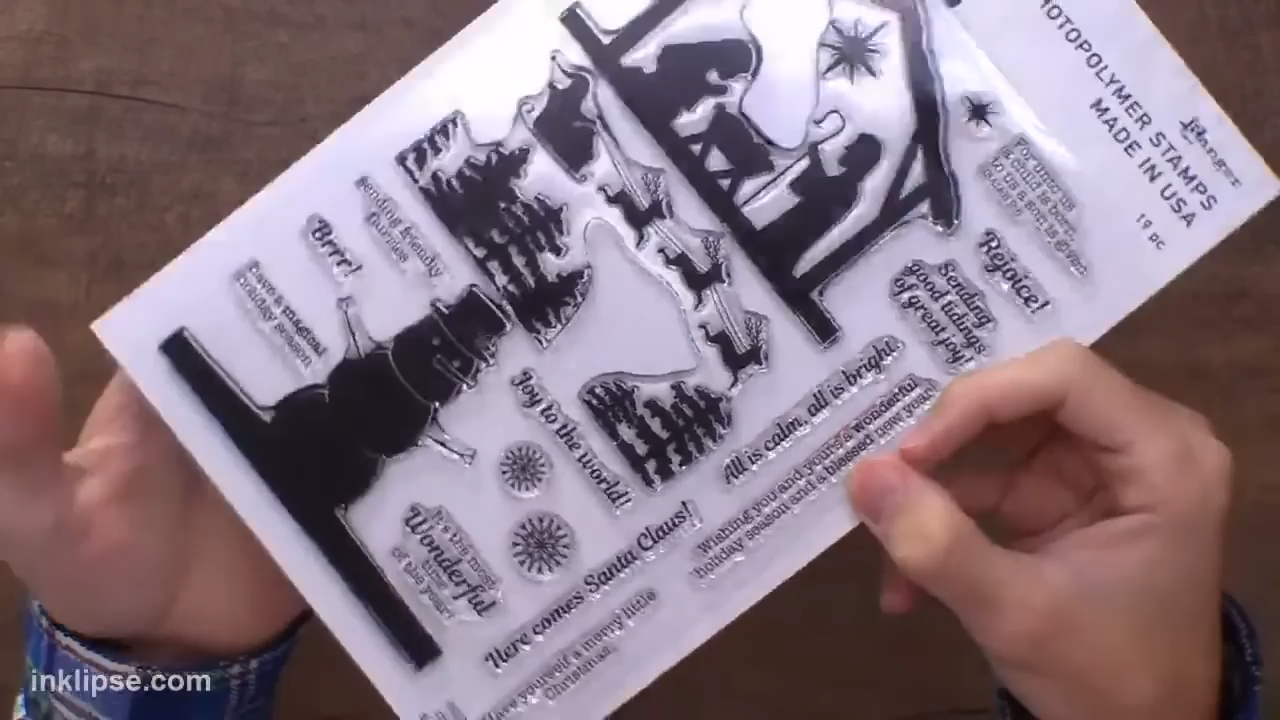 PHOTOPOLYMER STAMPS
MADE IN USA
19 pc
For unto us
a child is born,
to us a son is given
Rejoice!
Sending
good tidings
of great joy!
All is calm, all is bright
Wishing you and yours a wonderful
holiday season and a blessed new year
sending friendly
flurries
Brrr!
have a magical
holiday season
Joy to the world!
It's the most
Wonderful
time
of the year!
Here comes Santa Claus!
Have yourself a merry little
Christmas.
inklipse.com